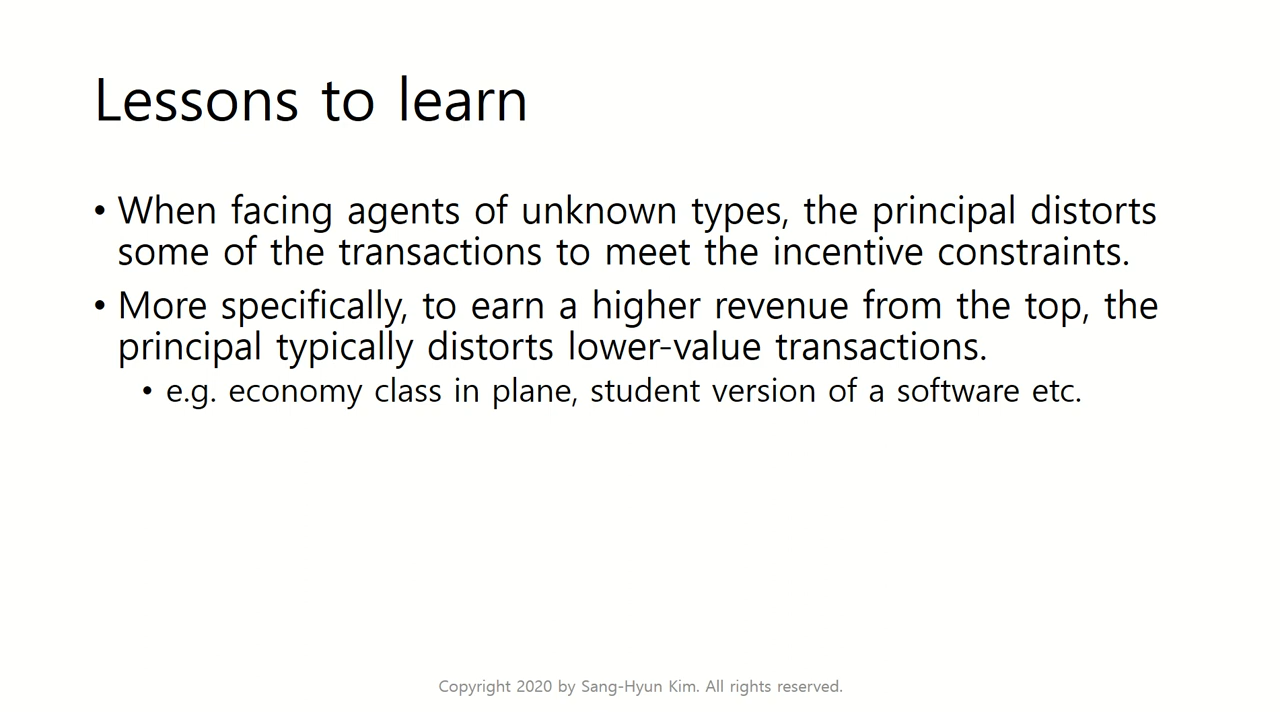 Lessons to learn
• When facing agents of unknown types, the principal distorts
some of the transactions to meet the incentive constraints.
• More specifically, to earn a higher revenue from the top, the
principal typically distorts lower-value transactions.
• e.g. economy class in plane, student version of a software etc.
Copyright 2020 by Sang-Hyun Kim. All rights reserved.